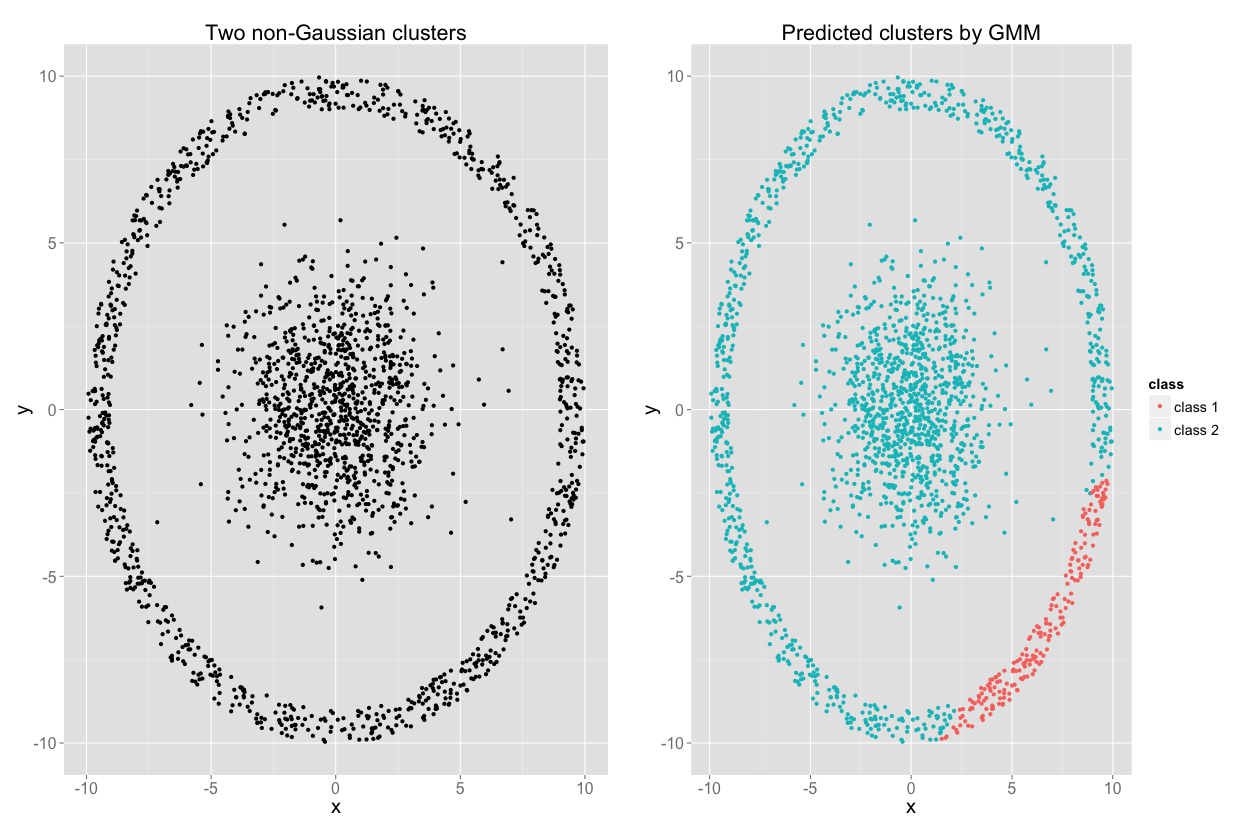 Two non-Gaussian clusters
10
5
0
-5
-10
y
-10 -5 0 5 10
x
Predicted clusters by GMM
10
5
0
-5
-10
y
-10 -5 0 5 10
x
class
class 1
class 2